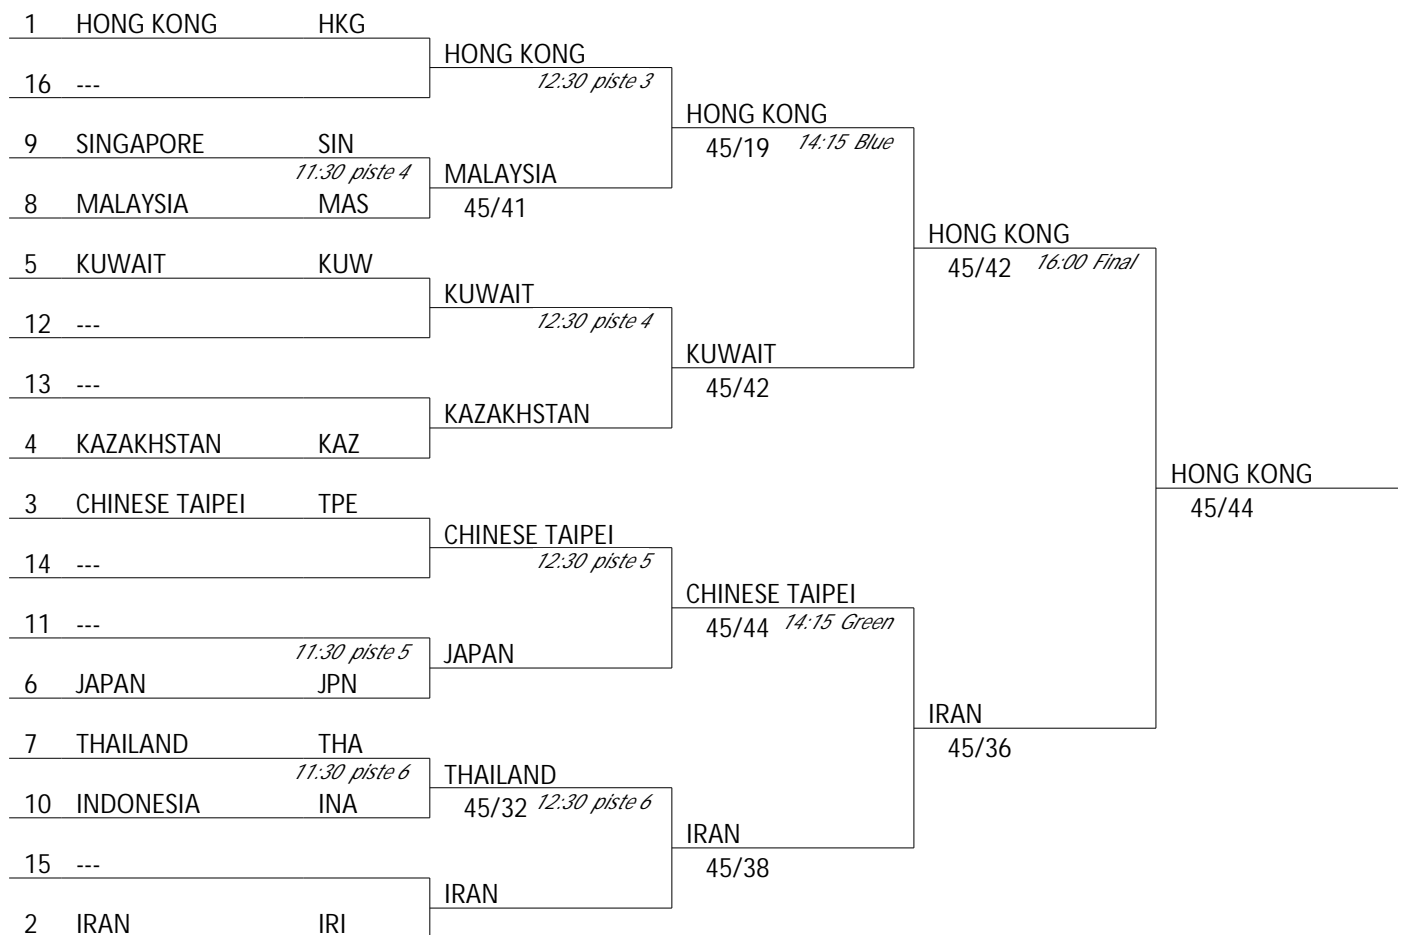 1 HONG KONG HKG
HONG KONG
12:30 piste 3
16 ---
HONG KONG
45/19 14:15 Blue
9 SINGAPORE SIN
11:30 piste 4
MALAYSIA
45/41
8 MALAYSIA MAS
HONG KONG
45/42 16:00 Final
5 KUWAIT KUW
KUWAIT
12:30 piste 4
12 ---
KUWAIT
45/42
13 ---
KAZAKHSTAN
4 KAZAKHSTAN KAZ
HONG KONG
45/44
3 CHINESE TAIPEI TPE
CHINESE TAIPEI
12:30 piste 5
14 ---
CHINESE TAIPEI
45/44 14:15 Green
11 ---
11:30 piste 5
JAPAN
6 JAPAN JPN
IRAN
45/36
7 THAILAND THA
11:30 piste 6
THAILAND
45/32 12:30 piste 6
10 INDONESIA INA
IRAN
45/38
15 ---
IRAN
2 IRAN IRI